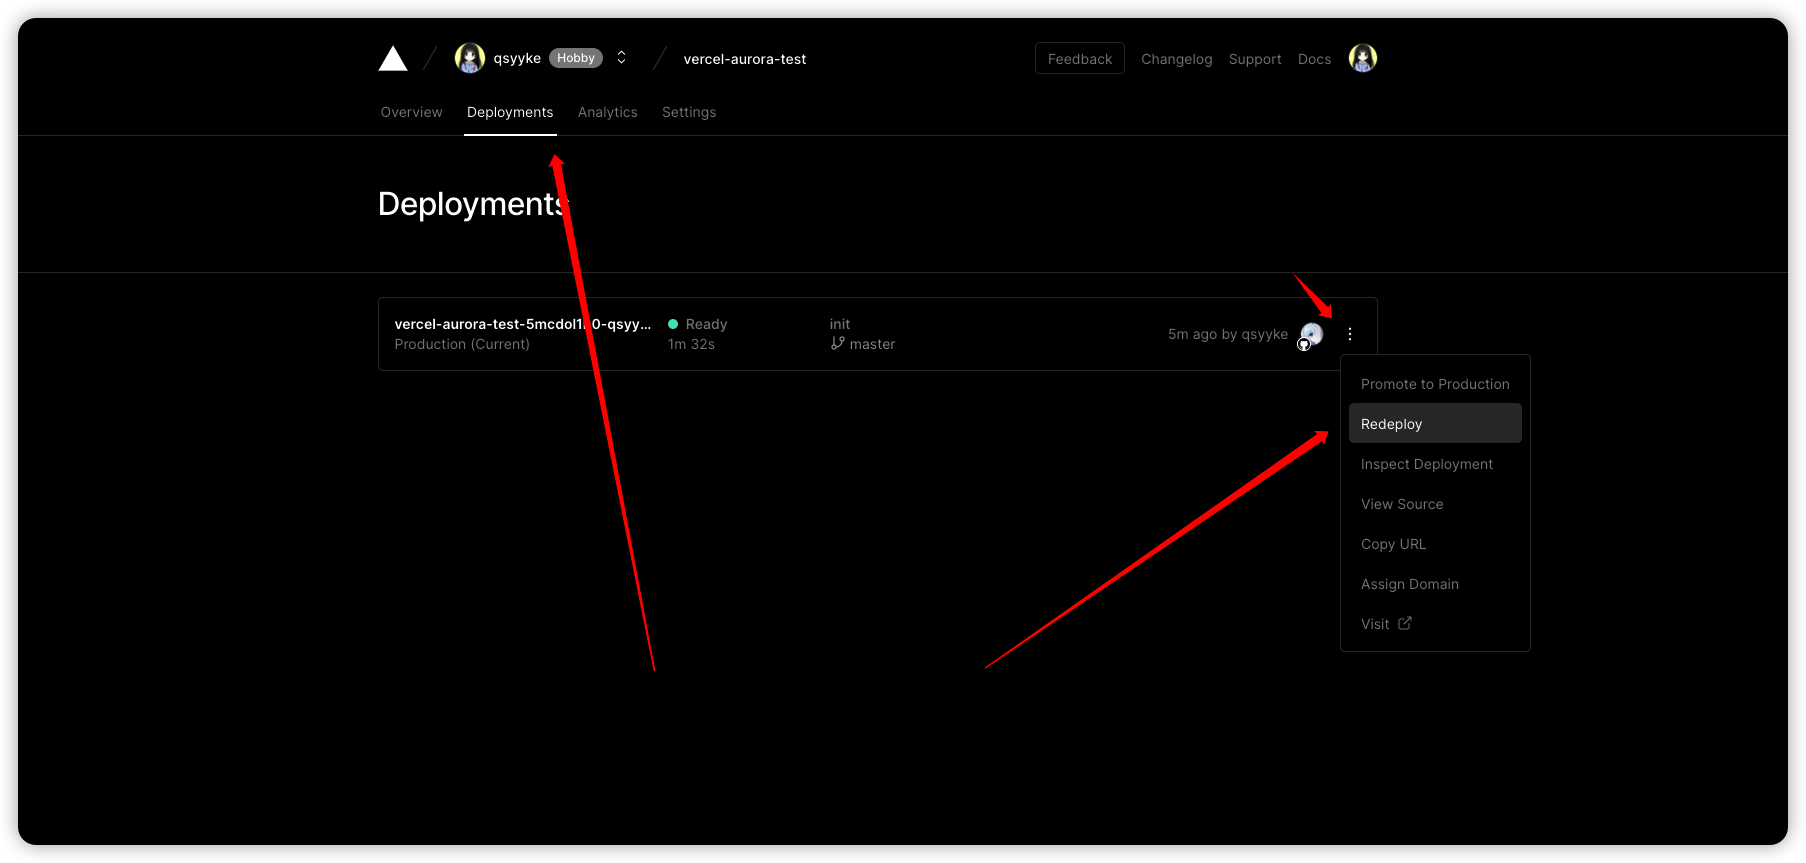 qsyyke Hobby vercel-aurora-test Feedback Changelog Support Docs
Overview Deployments Analytics Settings
Deployments
vercel-aurora-test-5mcdol1 0-qsyy... Ready init
Production (Current) 1m 32s master
5m ago by qsyyke
Promote to Production
Redeploy
Inspect Deployment
View Source
Copy URL
Assign Domain
Visit